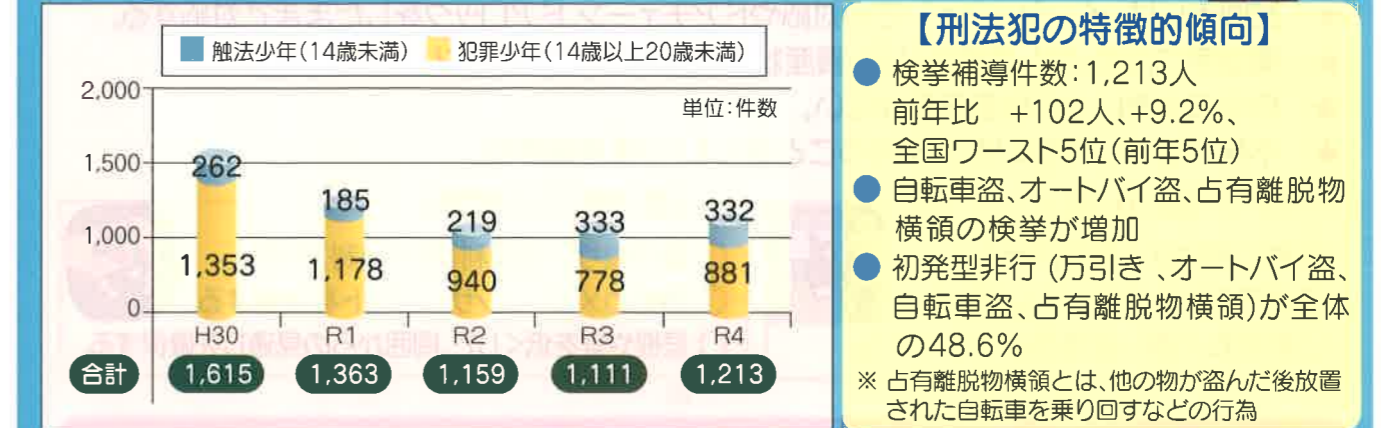 触法少年(14歳未満) 犯罪少年(14歳以上20歳未満)
単位:件数
2,000
1,500
1,000
0
262
1,353
185
1,178
219
940
333
778
332
881
H30 R1 R2 R3 R4
合計 1,615 1,363 1,159 1,111 1,213
【刑法犯の特徴的傾向】
● 検挙補導件数:1,213人
前年比 +102人、+9.2%、
全国ワースト5位(前年5位)
● 自転車盗、オートバイ盗、占有離脱物
横領の検挙が増加
● 初発型非行 (万引き 、オートバイ盗、
自転車盗、占有離脱物横領)が全体
の48.6%
※ 占有離脱物横領とは、他の物が盗んだ後放置
された自転車を乗り回すなどの行為